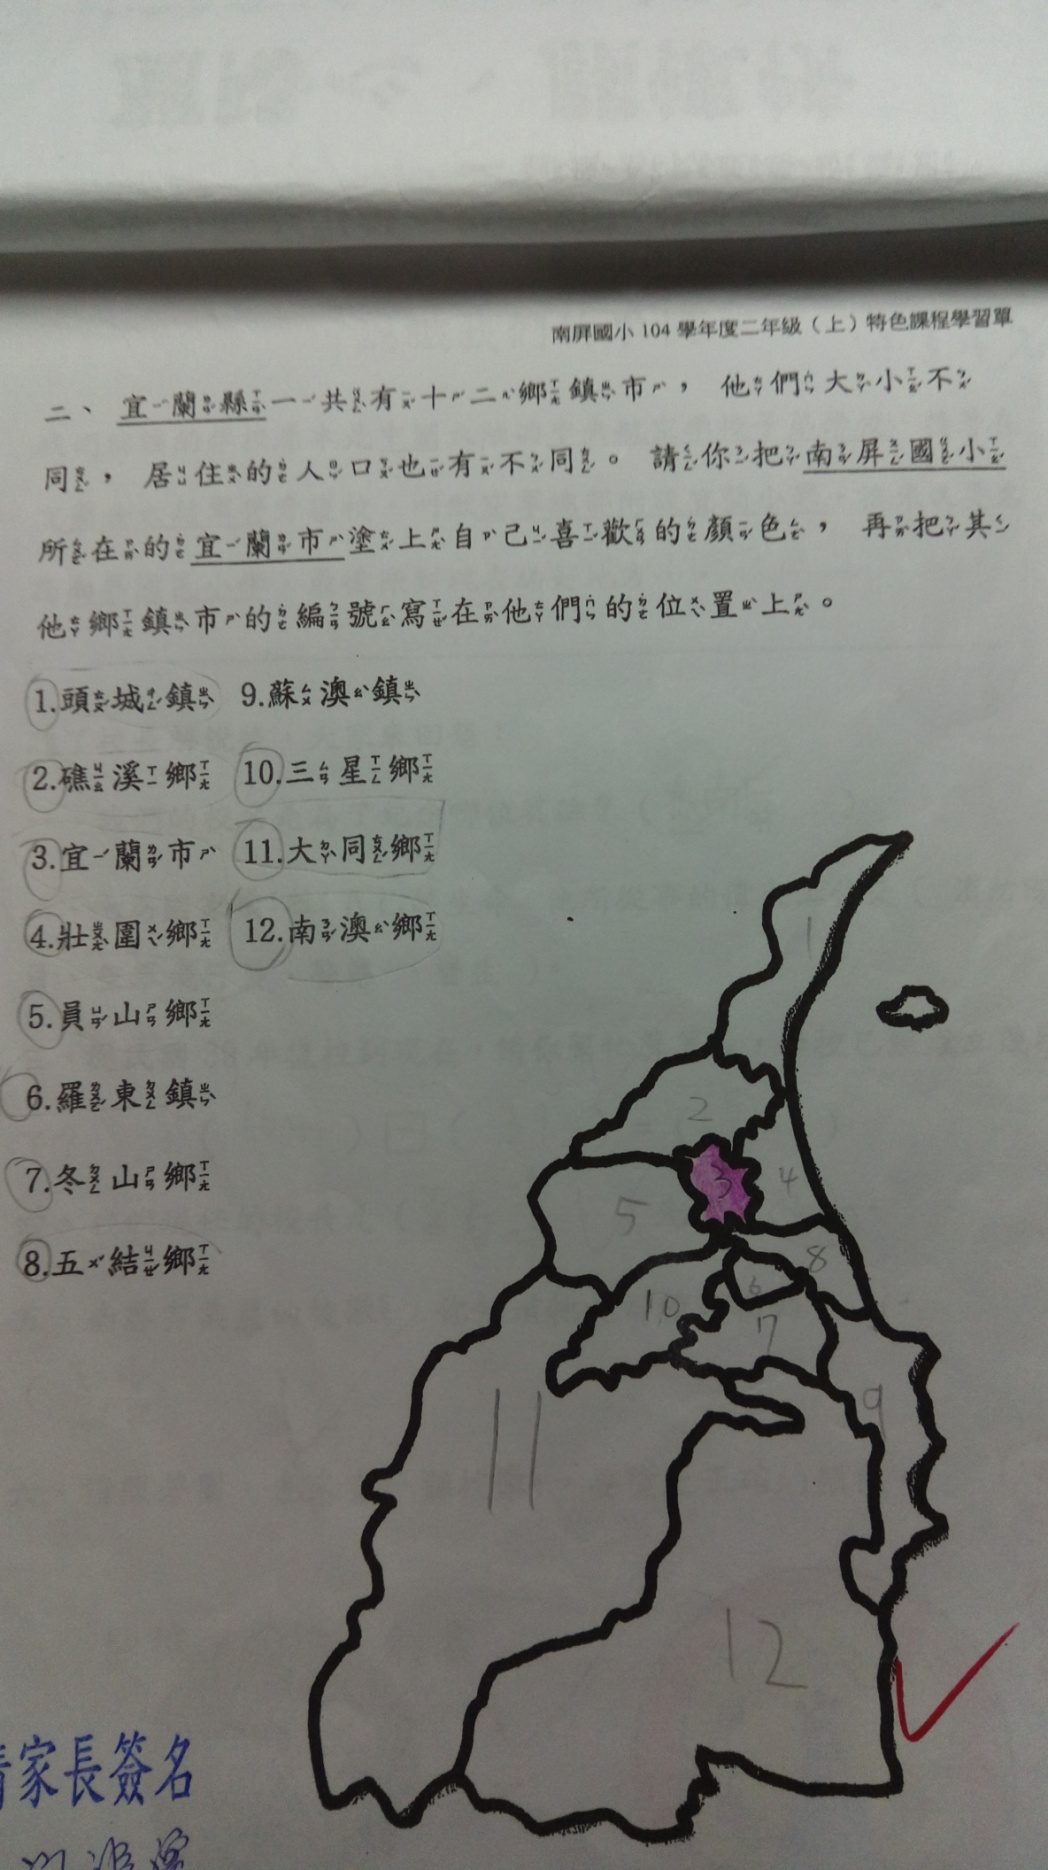 南屏國小 104 學年度二年級（上）特色課程學習單
二、宜蘭縣一共有十二鄉鎮市，他們大小不
同，居住的人口也有不同。請你把南屏國小
所在的宜蘭市塗上自己喜歡的顏色，再把其
他鄉鎮市的編號寫在他們的位置上。
1.頭城鎮 9.蘇澳鎮
2.礁溪鄉 10.三星鄉
3.宜蘭市 11.大同鄉
4.壯圍鄉 12.南澳鄉
5.員山鄉
6.羅東鎮
7.冬山鄉
8.五結鄉
1
2
3
4
5
8
6
10
7
9
11
12
家長簽名